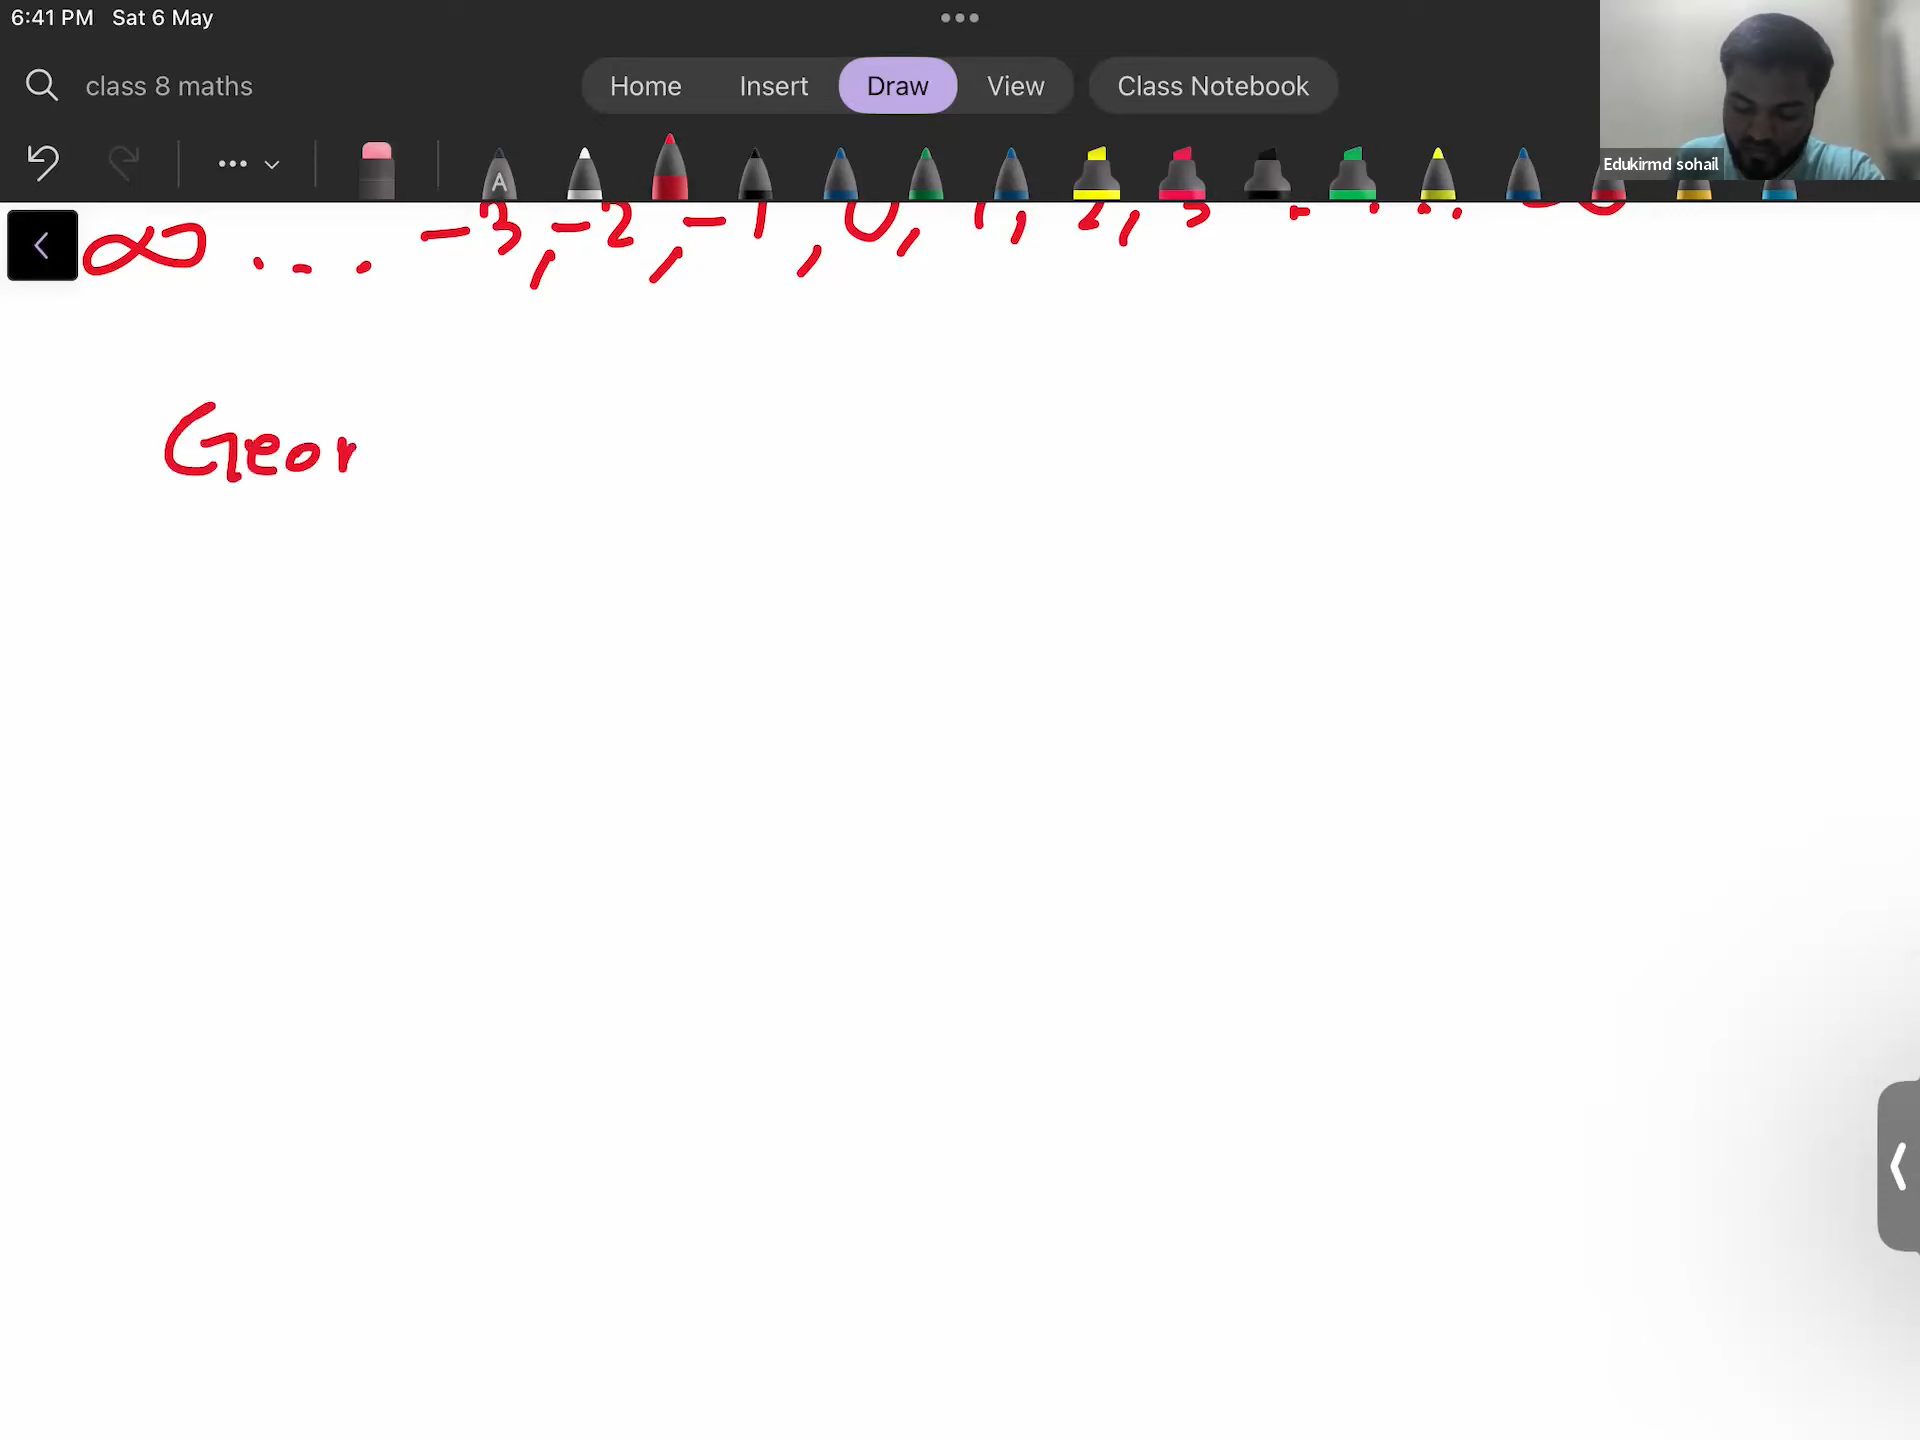 6:41 PM Sat 6 May
class 8 maths Home Insert Draw View Class Notebook
A
Edukirmd sohail
∞ ... -3, -2, -1, 0, 1, 2, 3
Geor